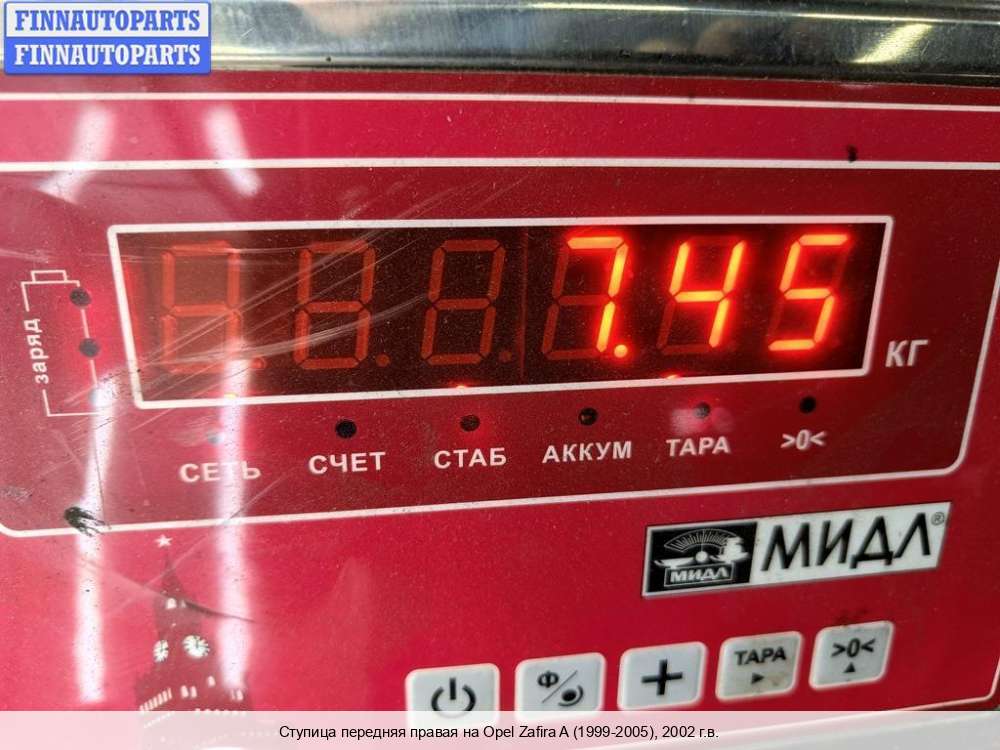 FINNAUTOPARTS
FINNAUTOPARTS
7.45
КГ
заряд
СЕТЬ СЧЕТ СТАБ АККУМ ТАРА >0<
МИДЛ МИДЛ®
Ф/ + ТАРА >0<
Ступица передняя правая на Opel Zafira A (1999-2005), 2002 г.в.